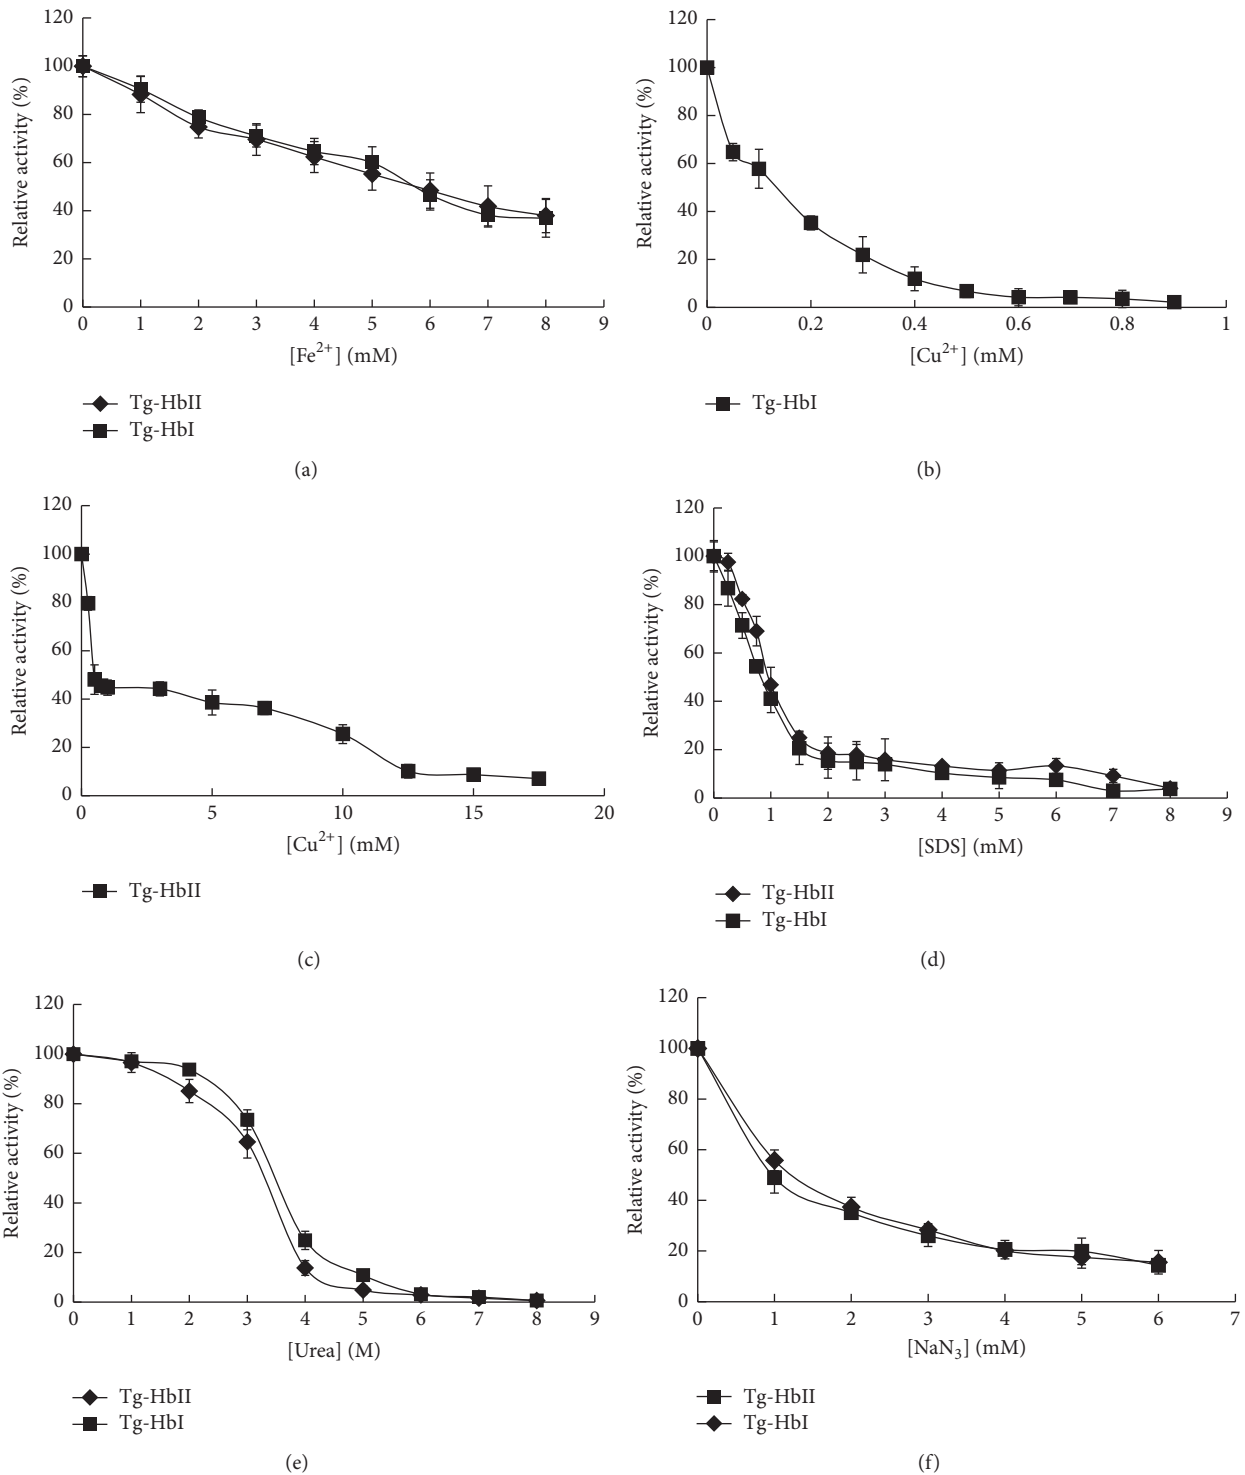 120
100
80
60
40
20
0
Relative activity (%)
0 1 2 3 4 5 6 7 8 9
[Fe²⁺] (mM)
Tg-HbII
Tg-HbI
(a)
120
100
80
60
40
20
0
Relative activity (%)
0 0.2 0.4 0.6 0.8 1
[Cu²⁺] (mM)
Tg-HbI
(b)
120
100
80
60
40
20
0
Relative activity (%)
0 5 10 15 20
[Cu²⁺] (mM)
Tg-HbII
(c)
120
100
80
60
40
20
0
Relative activity (%)
0 1 2 3 4 5 6 7 8 9
[SDS] (mM)
Tg-HbII
Tg-HbI
(d)
120
100
80
60
40
20
0
Relative activity (%)
0 1 2 3 4 5 6 7 8 9
[Urea] (M)
Tg-HbII
Tg-HbI
(e)
120
100
80
60
40
20
0
Relative activity (%)
0 1 2 3 4 5 6 7
[NaN₃] (mM)
Tg-HbII
Tg-HbI
(f)